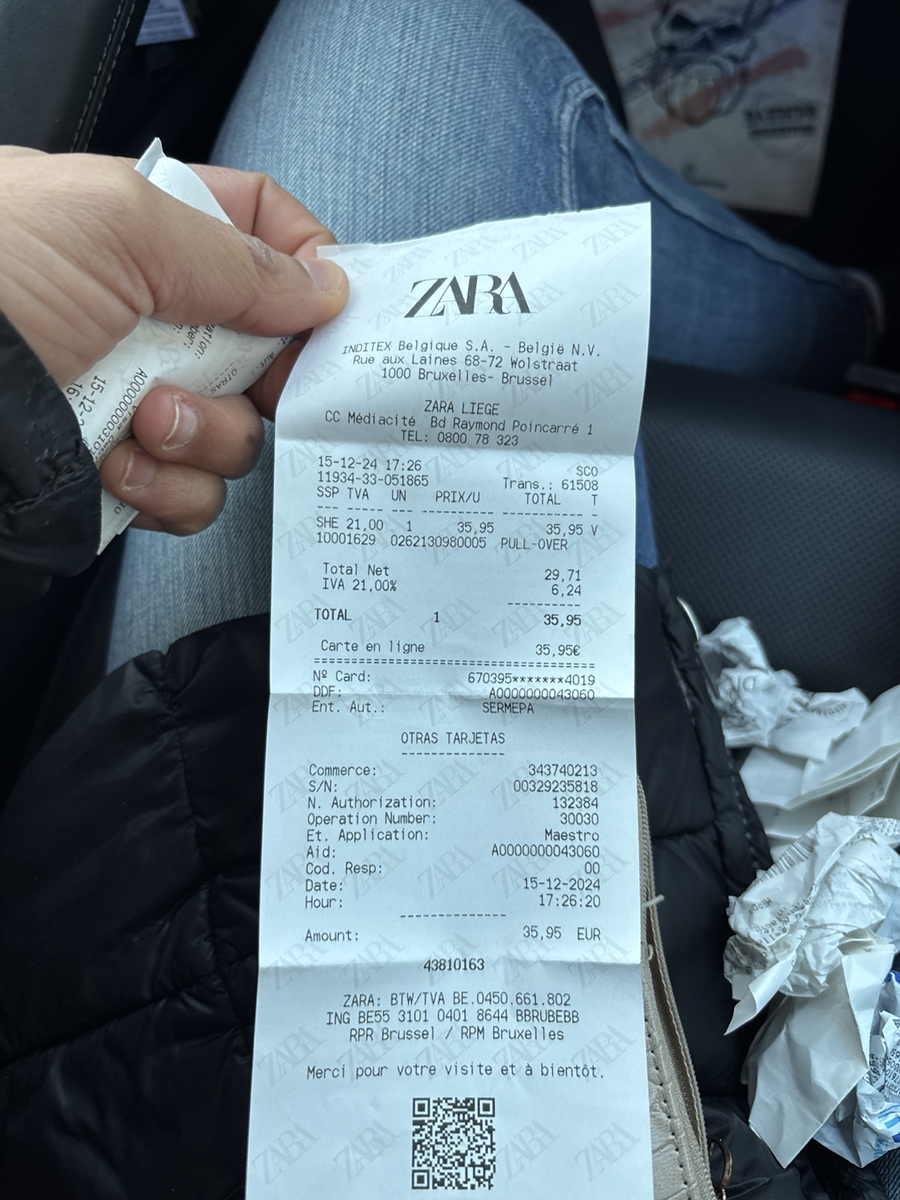 ZARA
INDITEX Belgique S.A. - België N.V.
Rue aux Laines 68-72 Wolstraat
1000 Bruxelles- Brussel
ZARA LIEGE
CC Médiacité Bd Raymond Poincarré 1
TEL: 0800 78 323
15-12-24 17:26 SCO
11934-33-051865 Trans.: 61508
SSP TVA UN PRIX/U TOTAL T
SHE 21,00 1 35,95 35,95 V
10001629 0262130980005 PULL-OVER
Total Net 29,71
IVA 21,00% 6,24
TOTAL 1 35,95
Carte en ligne 35,95€
Nº Card: 670395*******4019
DDF: A0000000043060
Ent. Aut.: SERMEPA
OTRAS TARJETAS
Commerce: 343740213
S/N: 00329235818
N. Authorization: 132384
Operation Number: 30030
Et. Application: Maestro
Aid: A0000000043060
Cod. Resp: 00
Date: 15-12-2024
Hour: 17:26:20
Amount: 35,95 EUR
43810163
ZARA: BTW/TVA BE.0450.661.802
ING BE55 3101 0401 8644 BBRUBEBB
RPR Brussel / RPM Bruxelles
Merci pour votre visite et à bientôt.